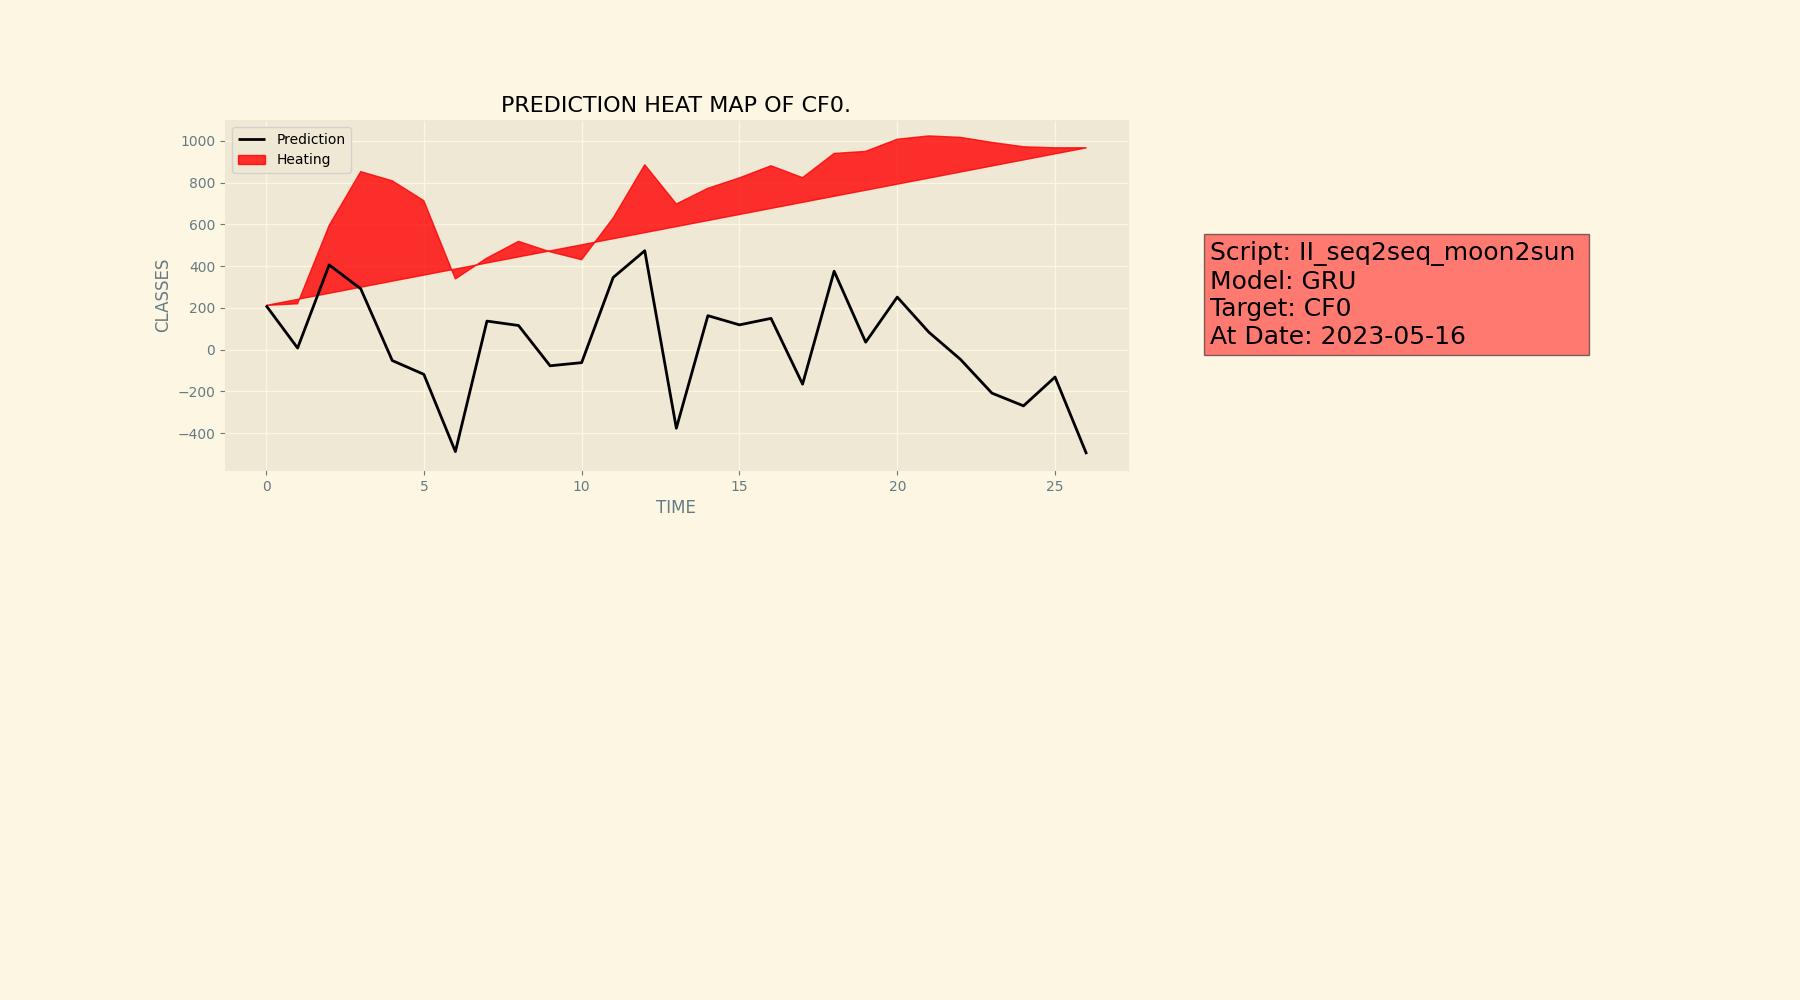 PREDICTION HEAT MAP OF CF0.
Prediction
Heating
1000
800
600
400
200
0
−200
−400
CLASSES
0 5 10 15 20 25
TIME
Script: II_seq2seq_moon2sun
Model: GRU
Target: CF0
At Date: 2023-05-16